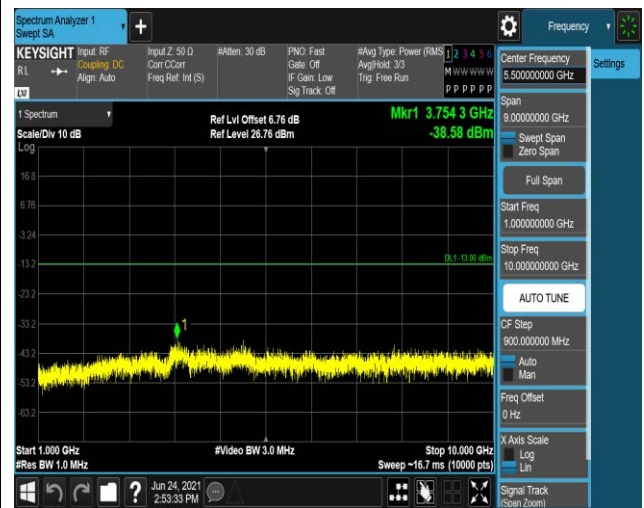 Spectrum Analyzer 1
Swept SA
Frequency
KEYSIGHT
RL
LXI
Input: RF
Coupling: DC
Align: Auto
Input Z: 50 Ω
Corr CCorr
Freq Ref: Int (S)
#Atten: 30 dB
PNO: Fast
Gate: Off
IF Gain: Low
Sig Track: Off
#Avg Type: Power (RMS
Avg|Hold: 3/3
Trig: Free Run
1 2 3 4 5 6
M W W W W W
P P P P P P
1 Spectrum
Scale/Div 10 dB
Log
Ref Lvl Offset 6.76 dB
Ref Level 26.76 dBm
Mkr1 3.754 3 GHz
-38.58 dBm
16.8
6.76
-3.24
-13.2
DL1 -13.00 dBm
-23.2
-33.2
1
-43.2
-53.2
-63.2
Start 1.000 GHz
#Res BW 1.0 MHz
#Video BW 3.0 MHz
Stop 10.000 GHz
Sweep ~16.7 ms (10000 pts)
Jun 24, 2021
2:53:33 PM
Center Frequency
5.500000000 GHz
Settings
Span
9.00000000 GHz
Swept Span
Zero Span
Full Span
Start Freq
1.000000000 GHz
Stop Freq
10.000000000 GHz
AUTO TUNE
CF Step
900.000000 MHz
Auto
Man
Freq Offset
0 Hz
X Axis Scale
Log
Lin
Signal Track
(Span Zoom)